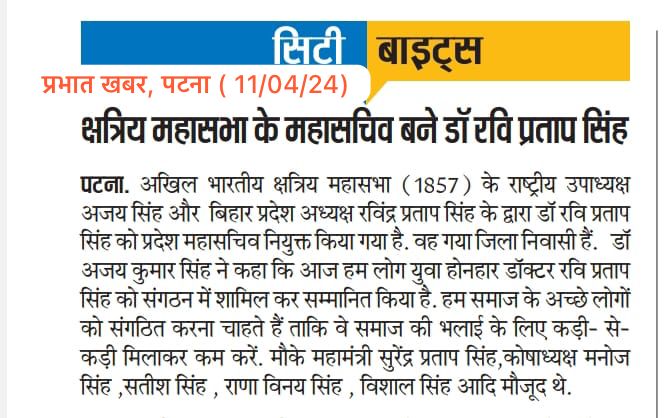 सिटी बाइट्स
प्रभात खबर, पटना ( 11/04/24)
क्षत्रिय महासभा के महासचिव बने डॉ रवि प्रताप सिंह
पटना. अखिल भारतीय क्षत्रिय महासभा (1857) के राष्ट्रीय उपाध्यक्ष
अजय सिंह और बिहार प्रदेश अध्यक्ष रविंद्र प्रताप सिंह के द्वारा डॉ रवि प्रताप
सिंह को प्रदेश महासचिव नियुक्त किया गया है. वह गया जिला निवासी हैं. डॉ
अजय कुमार सिंह ने कहा कि आज हम लोग युवा होनहार डॉक्टर रवि प्रताप
सिंह को संगठन में शामिल कर सम्मानित किया है. हम समाज के अच्छे लोगों
को संगठित करना चाहते हैं ताकि वे समाज की भलाई के लिए कड़ी- से-
कड़ी मिलाकर कम करें. मौके महामंत्री सुरेंद्र प्रताप सिंह,कोषाध्यक्ष मनोज
सिंह ,सतीश सिंह , राणा विनय सिंह , विशाल सिंह आदि मौजूद थे.